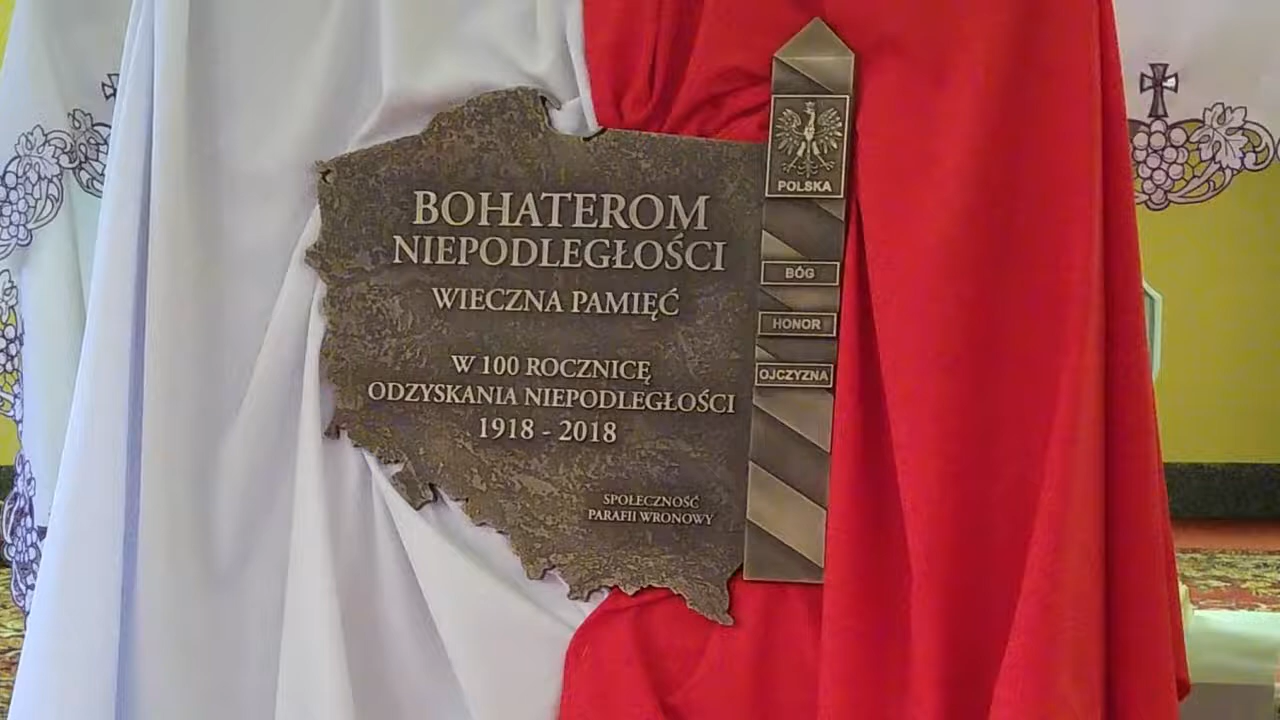 BOHATEROM
NIEPODLEGŁOŚCI
WIECZNA PAMIĘĆ
W 100 ROCZNICĘ
ODZYSKANIA NIEPODLEGŁOŚCI
1918 - 2018
SPOŁECZNOŚĆ
PARAFII WRONOWY
POLSKA
BÓG
HONOR
OJCZYZNA